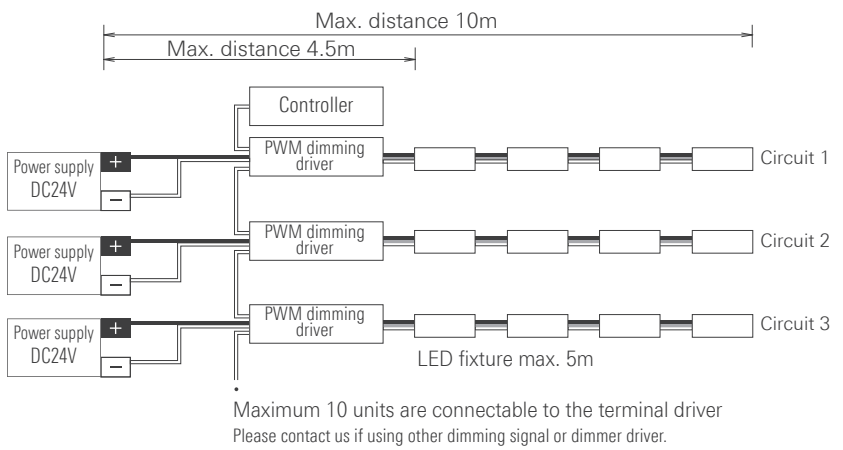 Max. distance 10m
Max. distance 4.5m
Controller
PWM dimming
driver
Circuit 1
Power supply
DC24V
+
−
PWM dimming
driver
Circuit 2
Power supply
DC24V
+
−
PWM dimming
driver
Circuit 3
Power supply
DC24V
+
−
LED fixture max. 5m
Maximum 10 units are connectable to the terminal driver
Please contact us if using other dimming signal or dimmer driver.